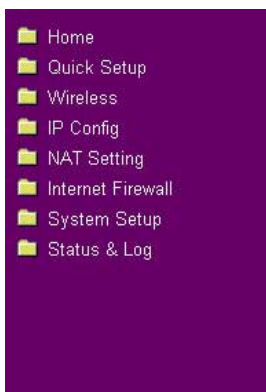 Home
Quick Setup
Wireless
IP Config
NAT Setting
Internet Firewall
System Setup
Status & Log